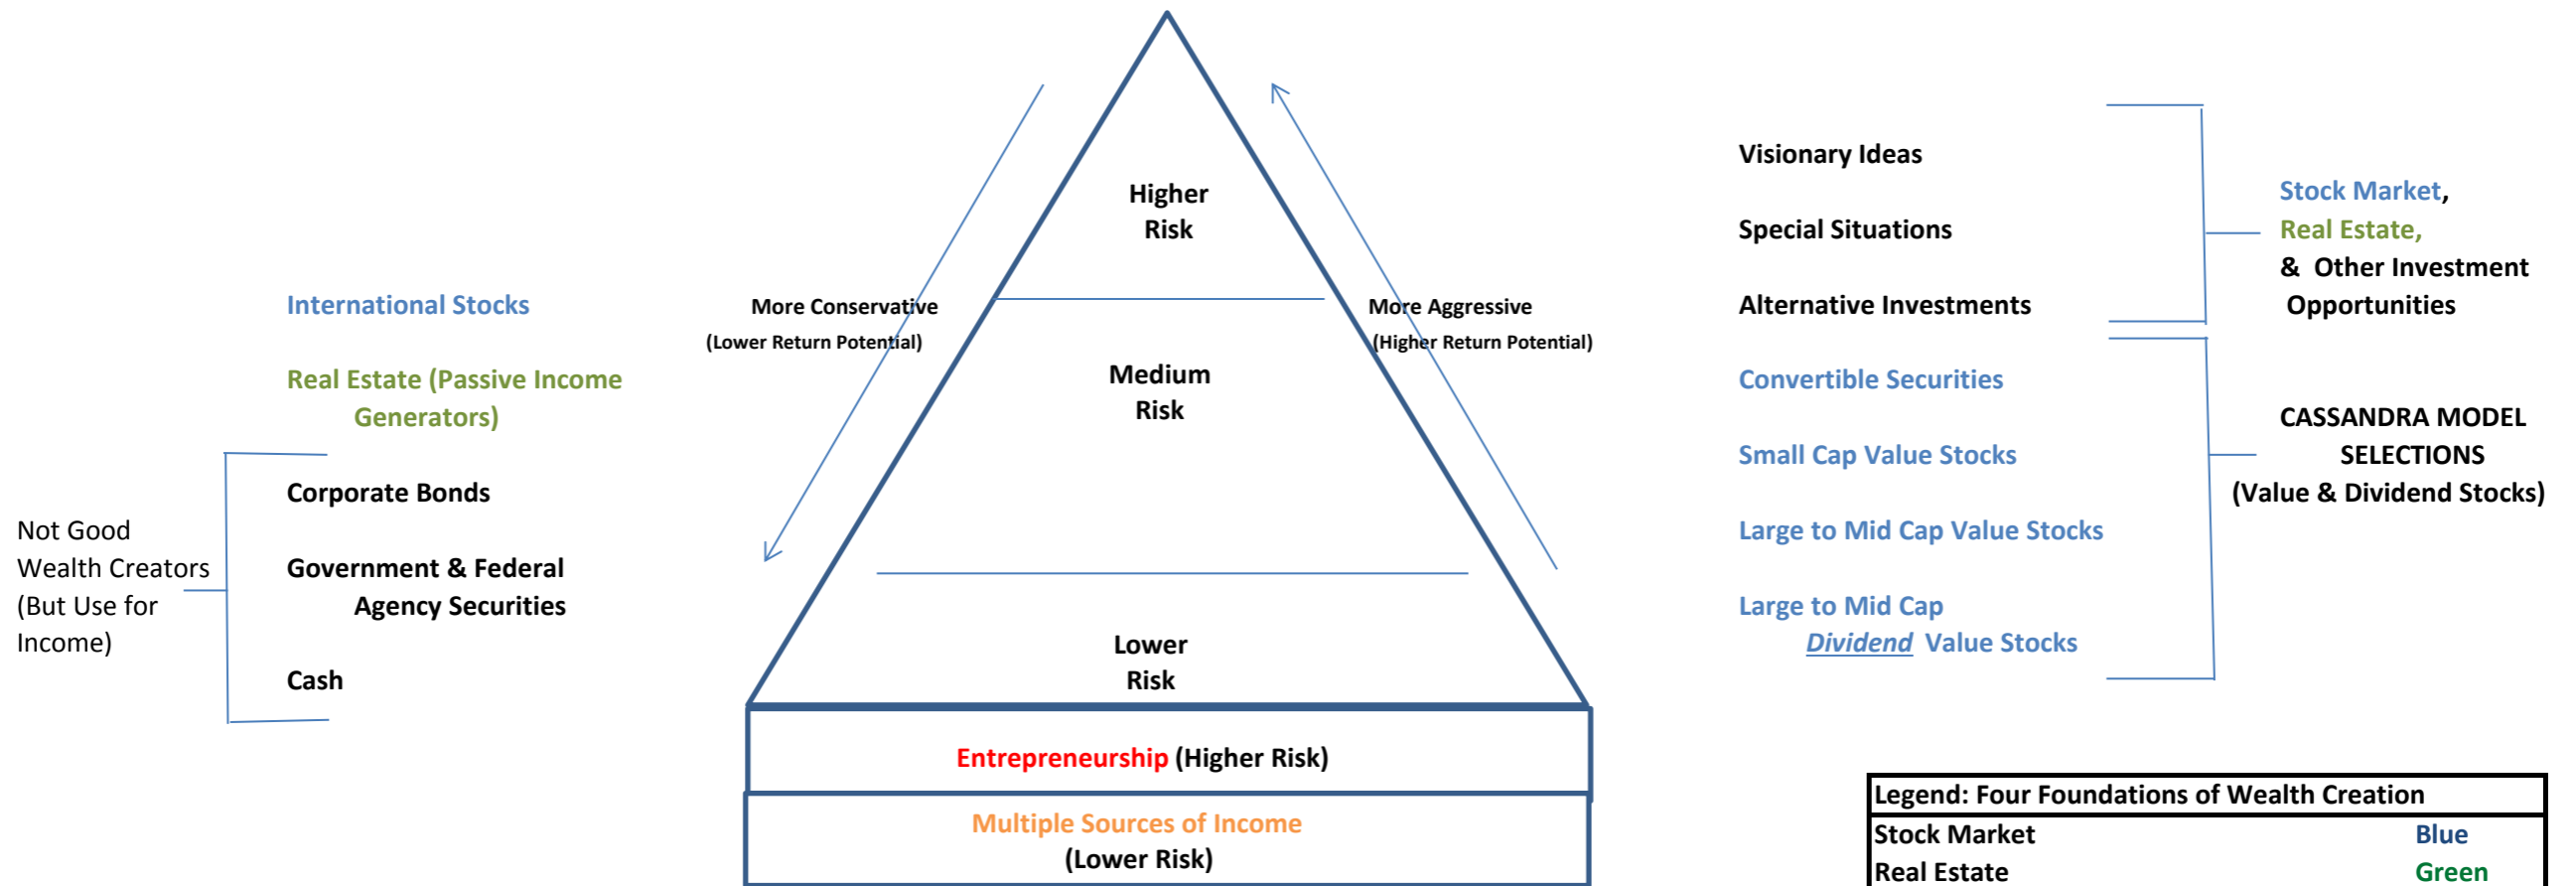 Not Good
Wealth Creators
(But Use for
Income)
International Stocks
Real Estate (Passive Income
Generators)
Corporate Bonds
Government & Federal
Agency Securities
Cash
More Conservative
(Lower Return Potential)
Higher
Risk
Medium
Risk
Lower
Risk
More Aggressive
(Higher Return Potential)
Entrepreneurship (Higher Risk)
Multiple Sources of Income
(Lower Risk)
Visionary Ideas
Special Situations
Alternative Investments
Convertible Securities
Small Cap Value Stocks
Large to Mid Cap Value Stocks
Large to Mid Cap
Dividend Value Stocks
Stock Market,
Real Estate,
& Other Investment
Opportunities
CASSANDRA MODEL
SELECTIONS
(Value & Dividend Stocks)
Legend: Four Foundations of Wealth Creation
Stock Market Blue
Real Estate Green